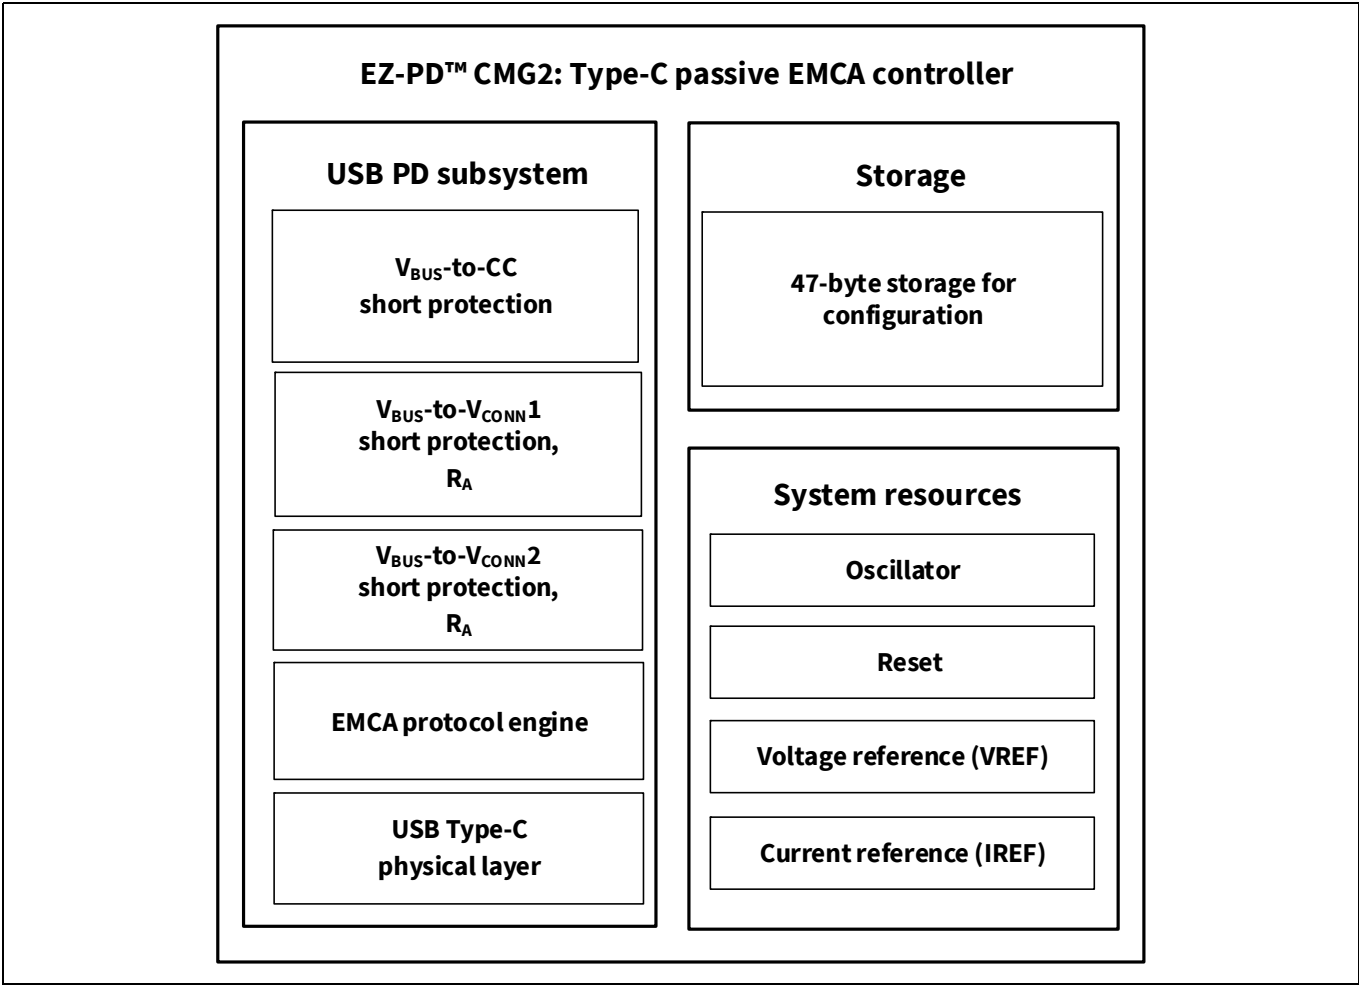 EZ-PD™ CMG2: Type-C passive EMCA controller
USB PD subsystem
VBUS-to-CC
short protection
VBUS-to-VCONN1
short protection,
RA
VBUS-to-VCONN2
short protection,
RA
EMCA protocol engine
USB Type-C
physical layer
Storage
47-byte storage for
configuration
System resources
Oscillator
Reset
Voltage reference (VREF)
Current reference (IREF)